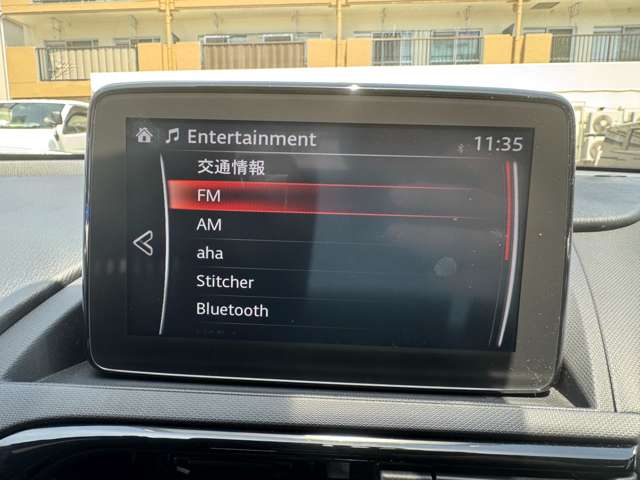 Entertainment
11:35
交通情報
FM
AM
aha
Stitcher
Bluetooth